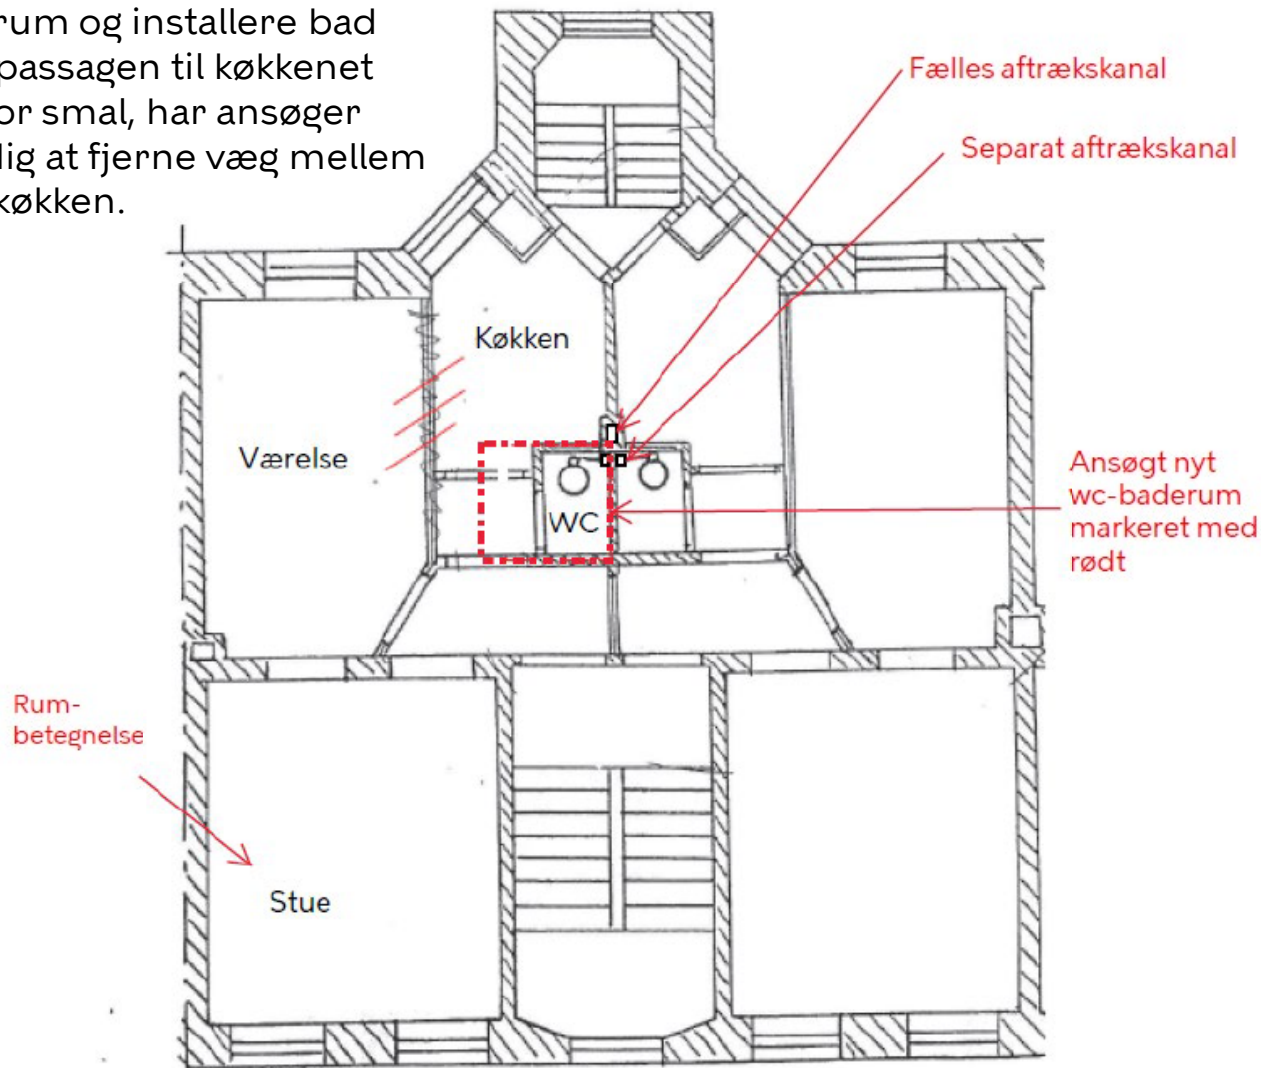 rum og installere bad
passagen til køkkenet
or smal, har ansøger
dig at fjerne væg mellem
køkken.
Fælles aftrækskanal
Separat aftrækskanal
Køkken
Værelse
WC
Ansøgt nyt
wc-baderum
markeret med
rødt
Rum-
betegnelse
Stue